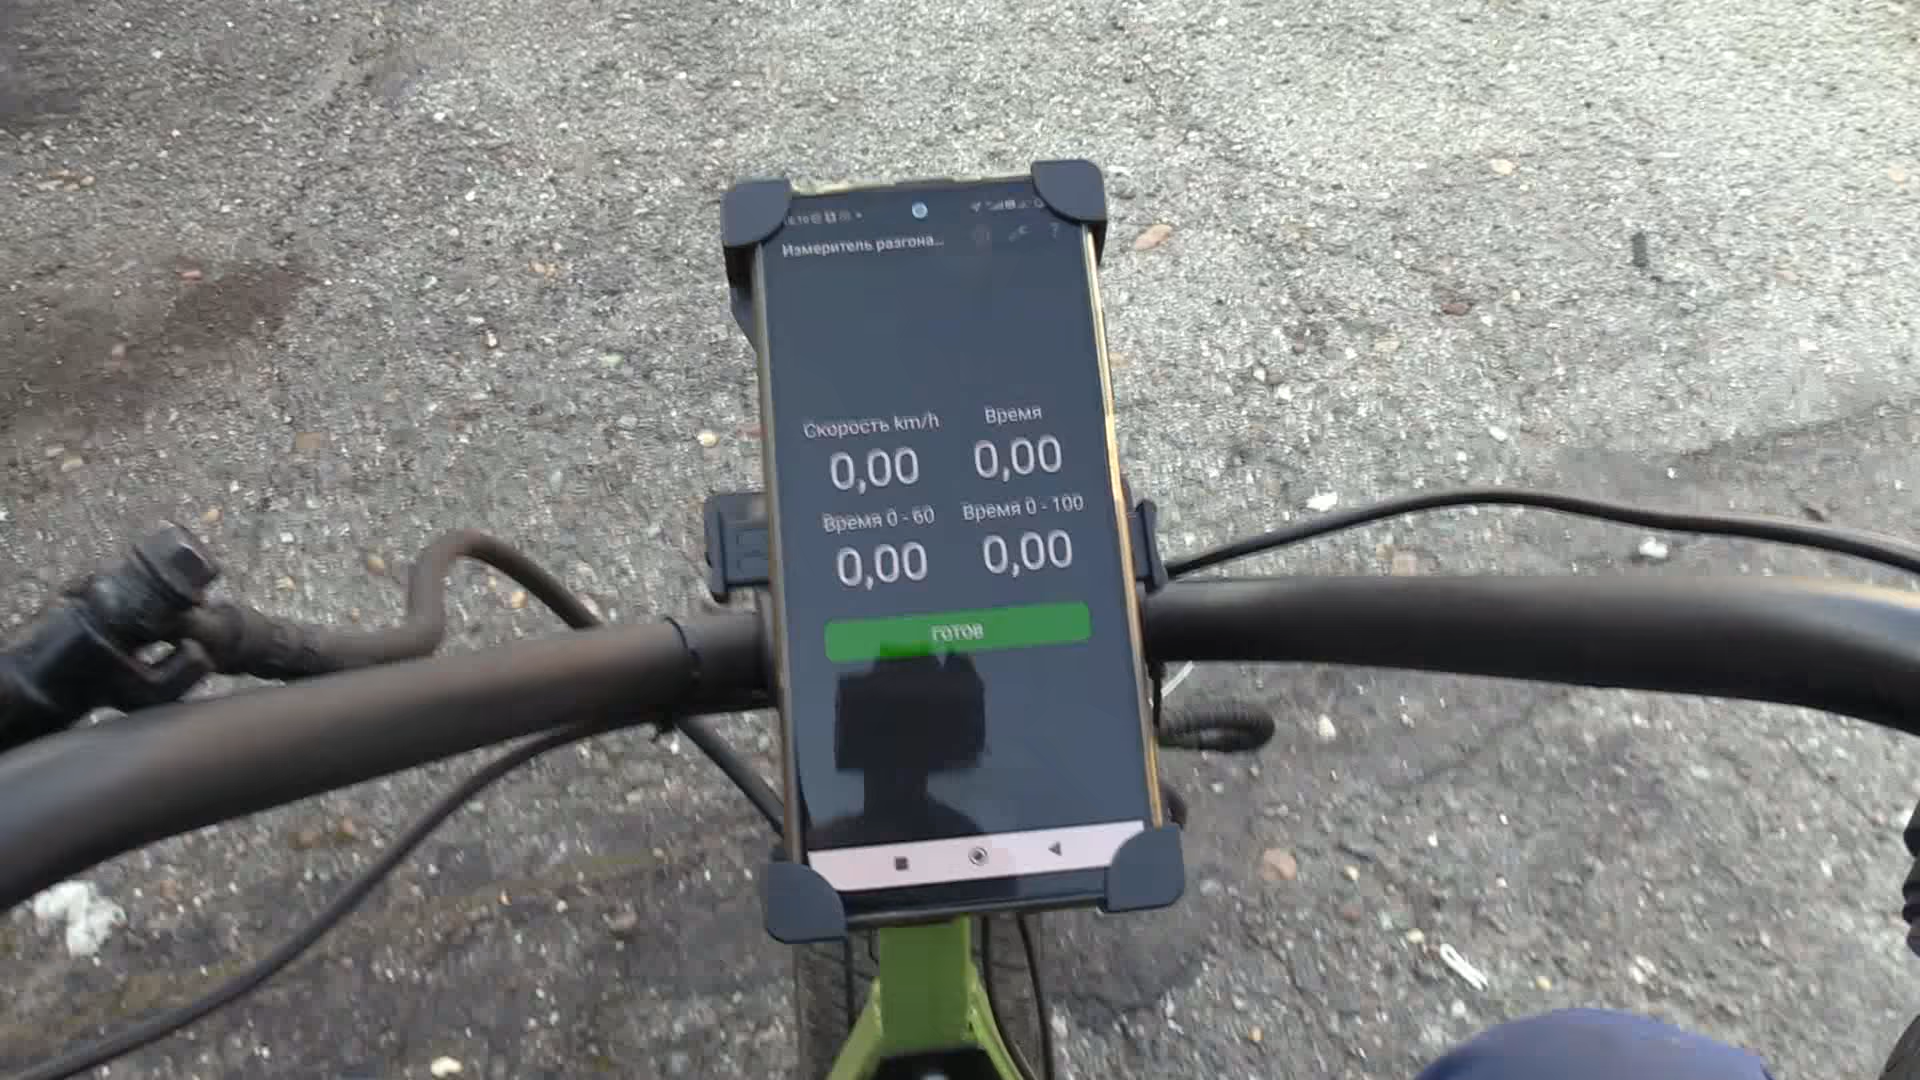 Измеритель разгона...
?
Скорость km/h Время
0,00 0,00
Время 0 - 60 Время 0 - 100
0,00 0,00
ГОТОВ